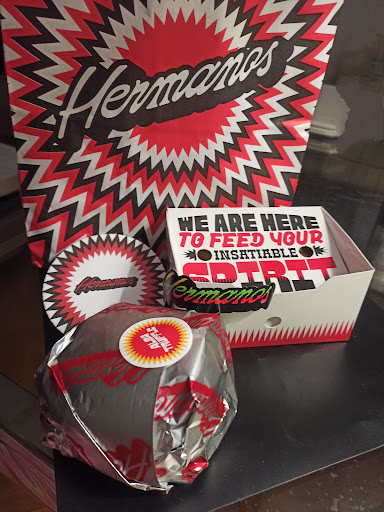 Hermanos
WE ARE HERE
TO FEED YOUR
INSATIABLE
SPIRIT
Hermanos
Hermanos